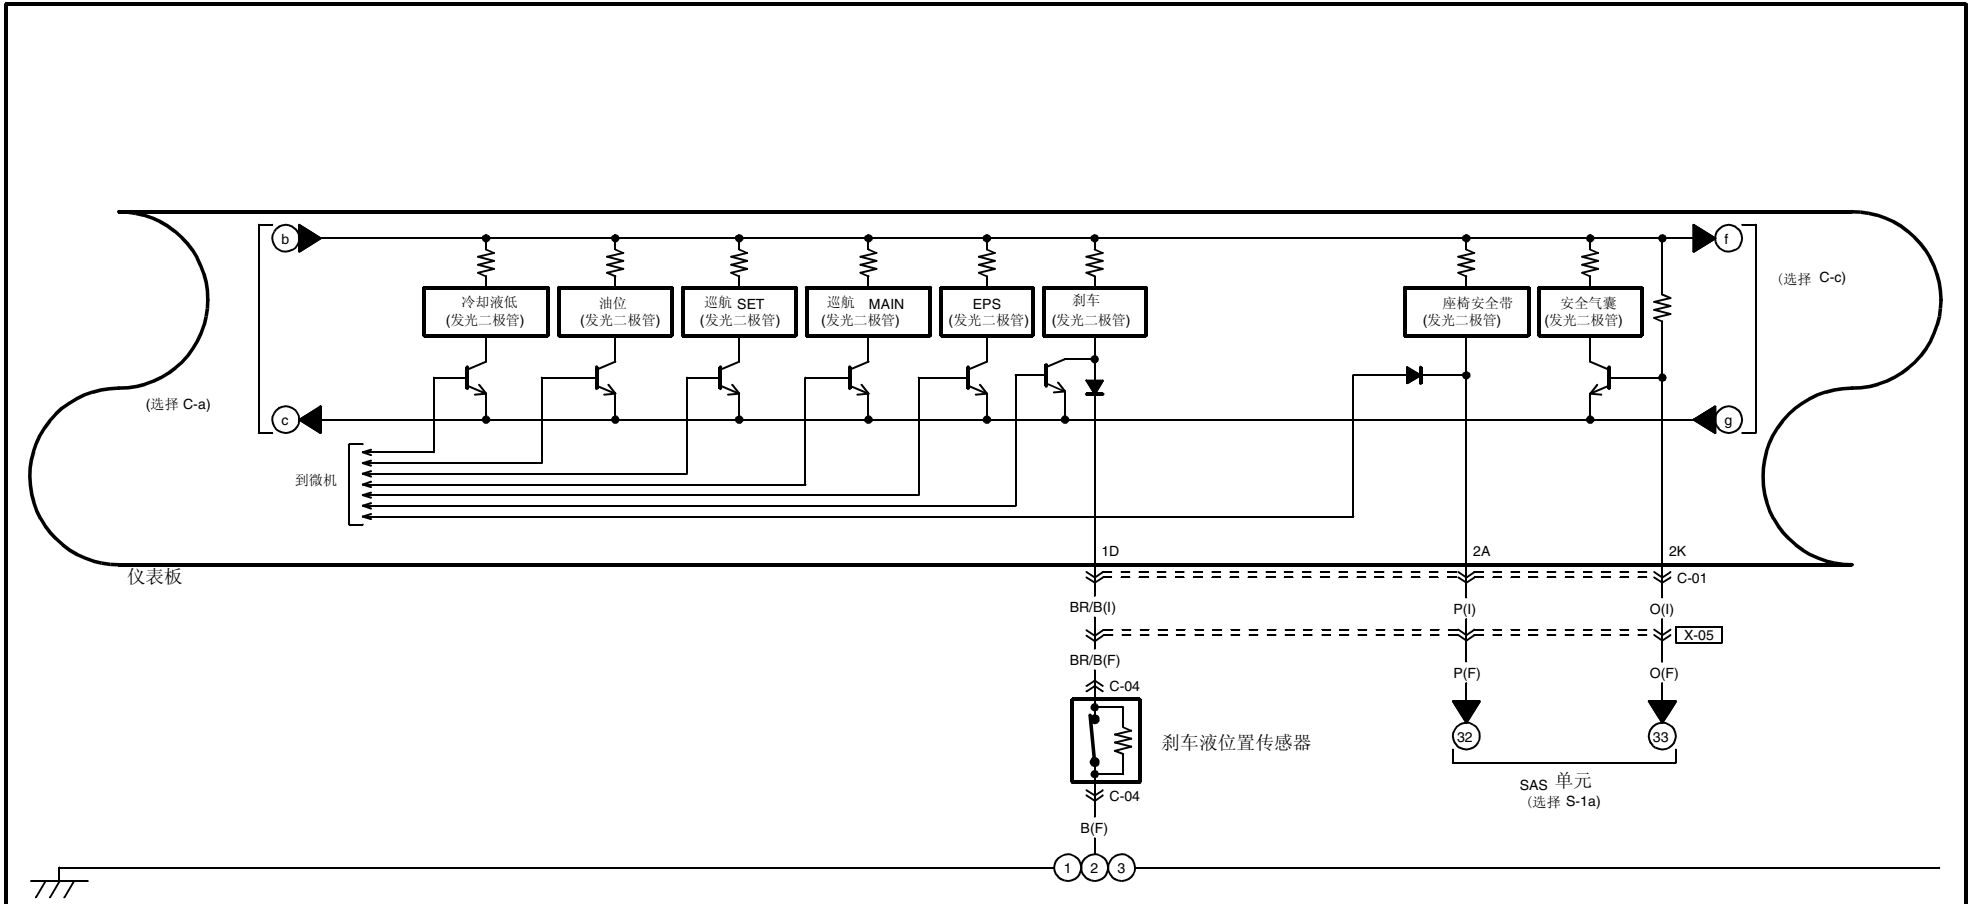 b
f
(选择 C-c)
冷却液低
(发光二极管)
油位
(发光二极管)
巡航 SET
(发光二极管)
巡航 MAIN
(发光二极管)
EPS
(发光二极管)
刹车
(发光二极管)
座椅安全带
(发光二极管)
安全气囊
(发光二极管)
(选择 C-a)
c
g
到微机
1D
2A
2K
仪表板
C-01
BR/B(I)
P(I)
O(I)
X-05
BR/B(F)
P(F)
O(F)
C-04
32
33
刹车液位置传感器
SAS 单元
(选择 S-1a)
C-04
B(F)
1
2
3